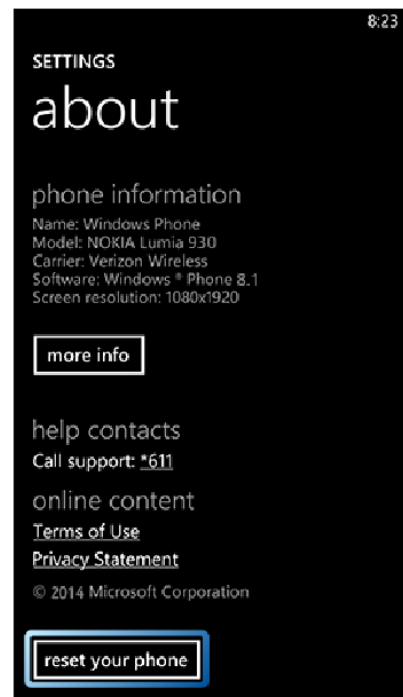 8:23
SETTINGS
about
phone information
Name: Windows Phone
Model: NOKIA Lumia 930
Carrier: Verizon Wireless
Software: Windows ® Phone 8.1
Screen resolution: 1080x1920
more info
help contacts
Call support: *611
online content
Terms of Use
Privacy Statement
© 2014 Microsoft Corporation
reset your phone